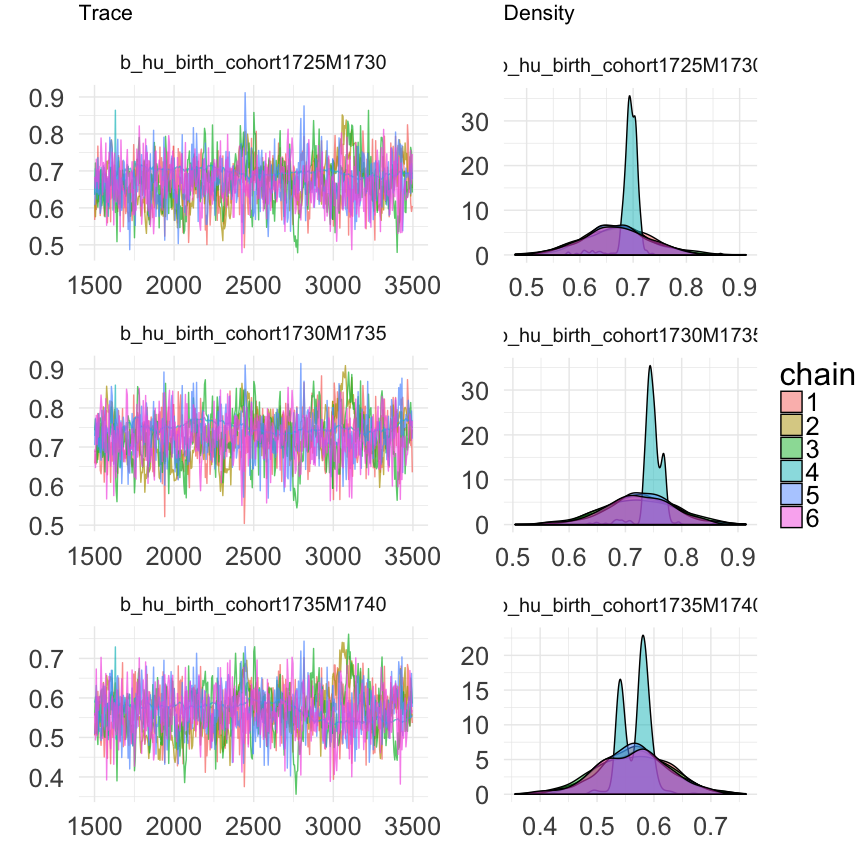 Trace
Density
b_hu_birth_cohort1725M1730
b_hu_birth_cohort1725M1730
0.9
0.8
0.7
0.6
0.5
1500 2000 2500 3000 3500
30
20
10
0
0.5 0.6 0.7 0.8 0.9
b_hu_birth_cohort1730M1735
b_hu_birth_cohort1730M1735
0.9
0.8
0.7
0.6
0.5
1500 2000 2500 3000 3500
30
20
10
0
0.5 0.6 0.7 0.8 0.9
b_hu_birth_cohort1735M1740
b_hu_birth_cohort1735M1740
0.7
0.6
0.5
0.4
1500 2000 2500 3000 3500
20
15
10
5
0
0.4 0.5 0.6 0.7
chain
1
2
3
4
5
6